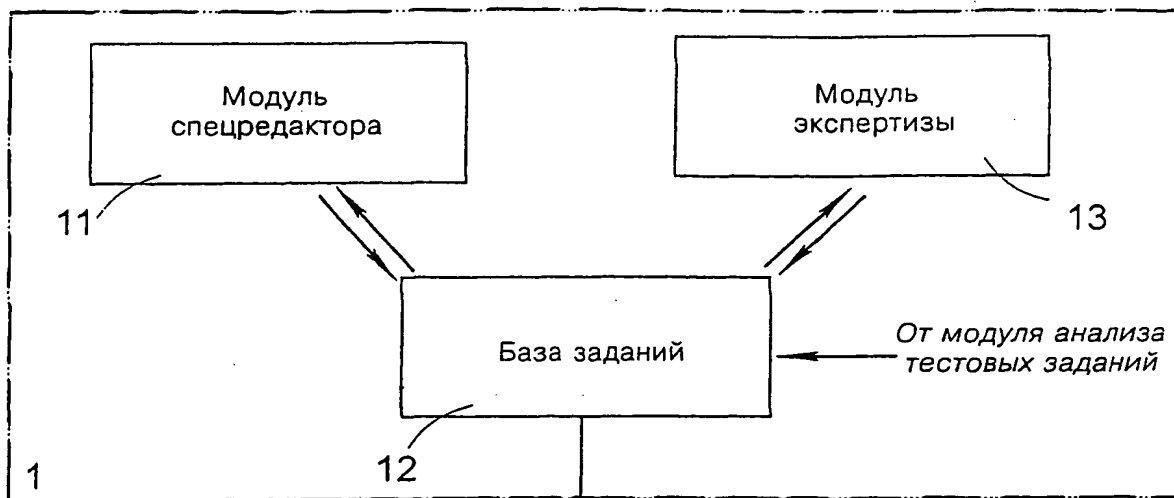 Модуль
спецредактора
Модуль
экспертизы
11
13
База заданий
От модуля анализа
тестовых заданий
12
1